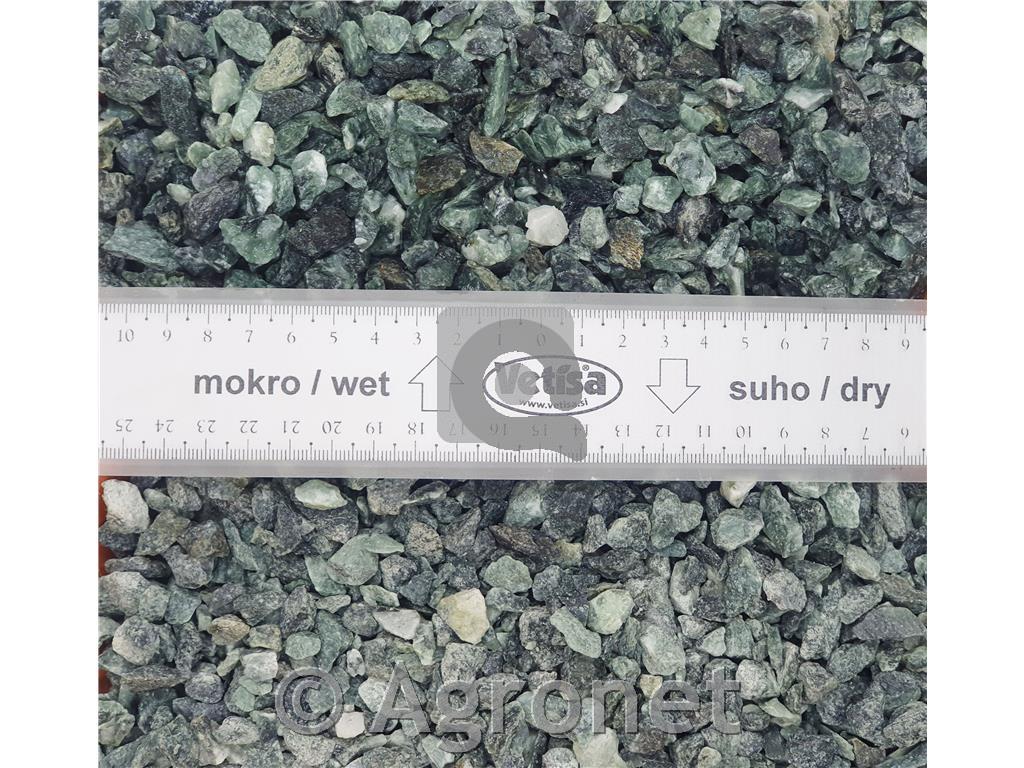 10 9 8 7 6 5 4 3 2 1 0 1 2 3 4 5 6 7 8 9
mokro / wet
Vetisa
www.vetisa.si
suho / dry
25 24 23 22 21 20 19 18 17 16 15 14 13 12 11 10 9 8 7 6
© Agronet